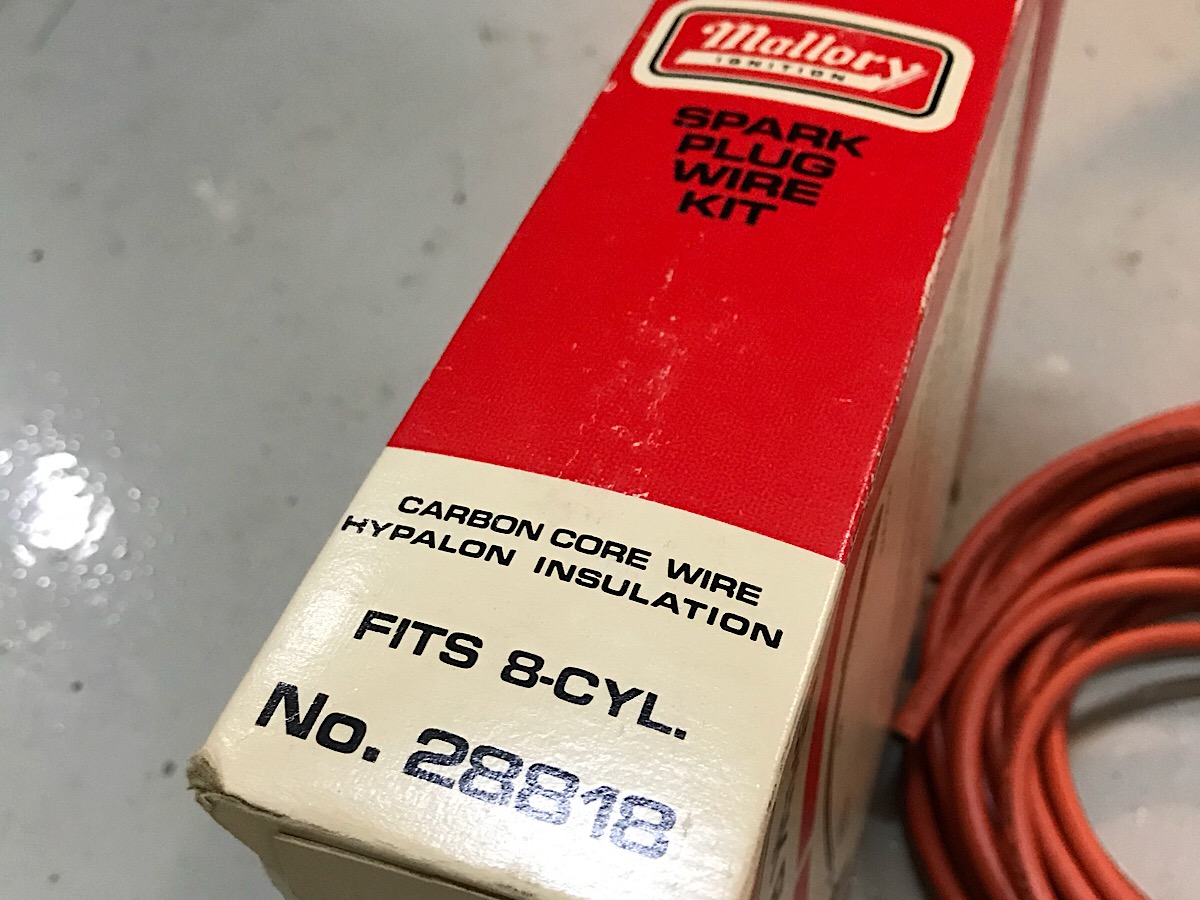 Mallory
IGNITION
SPARK
PLUG
WIRE
KIT
CARBON CORE WIRE
HYPALON INSULATION
FITS 8-CYL.
No. 28818